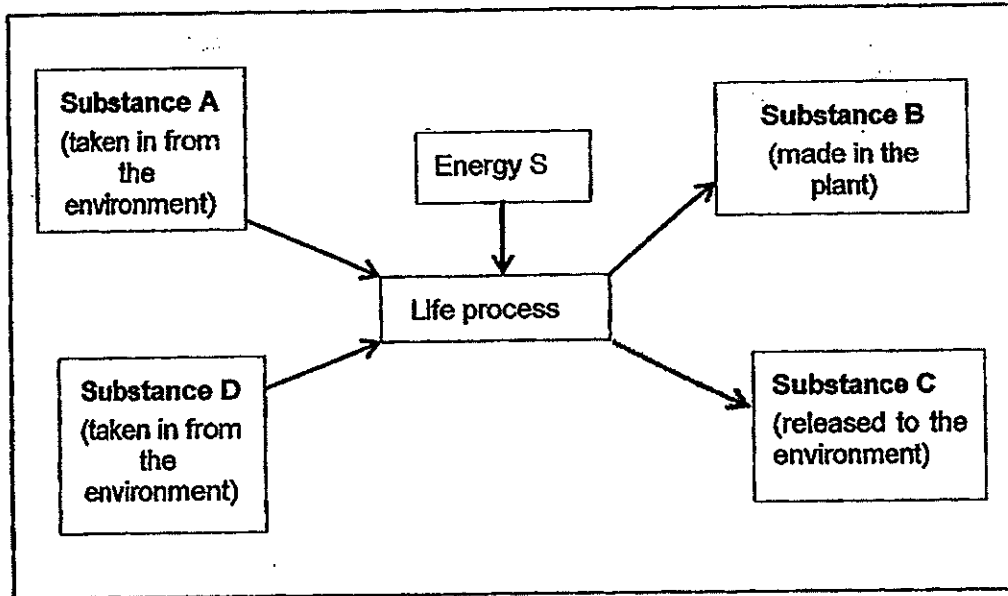 Substance A
(taken in from
the
environment)
Energy S
Substance B
(made in the
plant)
Life process
Substance D
(taken in from
the
environment)
Substance C
(released to the
environment)